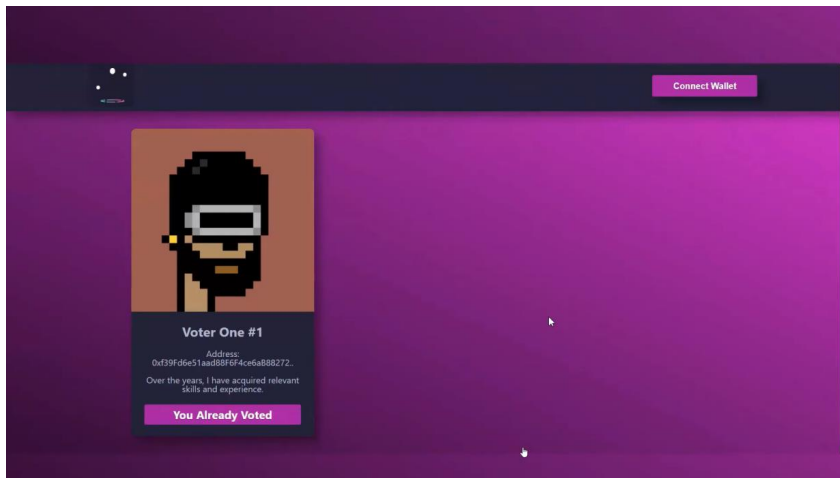 Connect Wallet
Voter One #1
Address:
0xf39Fd6e51aad88F6F4ce6aB88272..
Over the years, I have acquired relevant
skills and experience.
You Already Voted